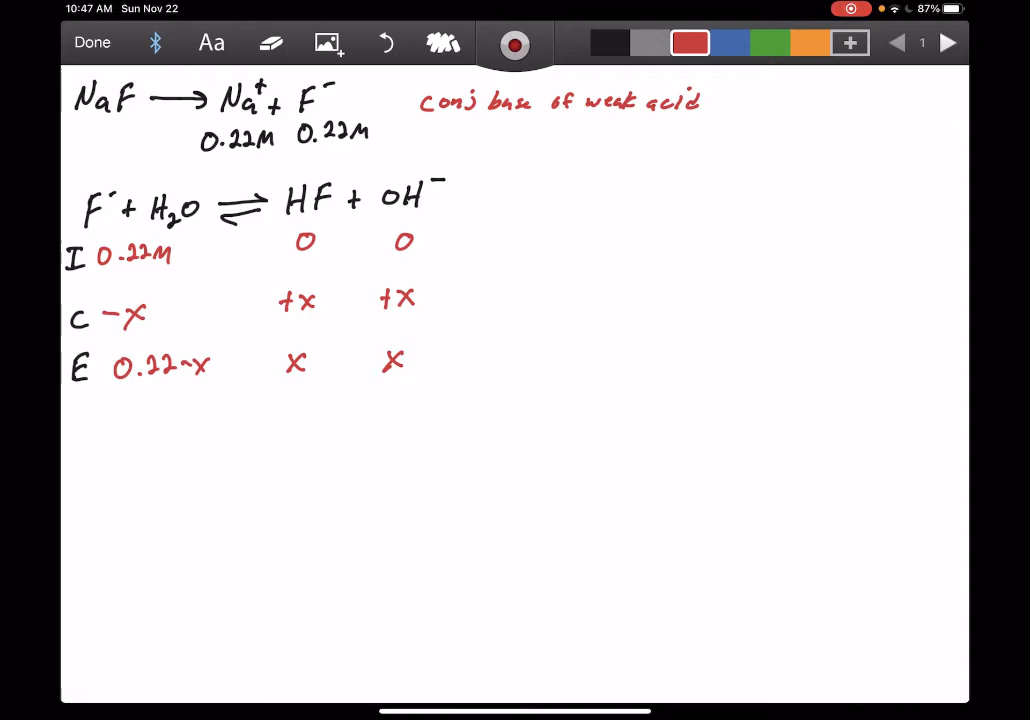 10:47 AM Sun Nov 22 87%
Done Aa 1
NaF ⟶ Na⁺ + F⁻ conj base of weak acid
0.22M 0.22M
F⁻ + H₂O ⇌ HF + OH⁻
I 0.22M 0 0
C -x +x +x
E 0.22-x x x